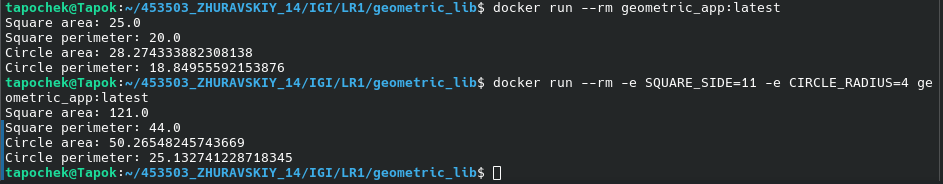 tapochek@Tapok:~/453503_ZHURAVSKIY_14/IGI/LR1/geometric_lib$ docker run --rm geometric_app:latest
Square area: 25.0
Square perimeter: 20.0
Circle area: 28.274333882308138
Circle perimeter: 18.84955592153876
tapochek@Tapok:~/453503_ZHURAVSKIY_14/IGI/LR1/geometric_lib$ docker run --rm -e SQUARE_SIDE=11 -e CIRCLE_RADIUS=4 ge
ometric_app:latest
Square area: 121.0
Square perimeter: 44.0
Circle area: 50.26548245743669
Circle perimeter: 25.132741228718345
tapochek@Tapok:~/453503_ZHURAVSKIY_14/IGI/LR1/geometric_lib$